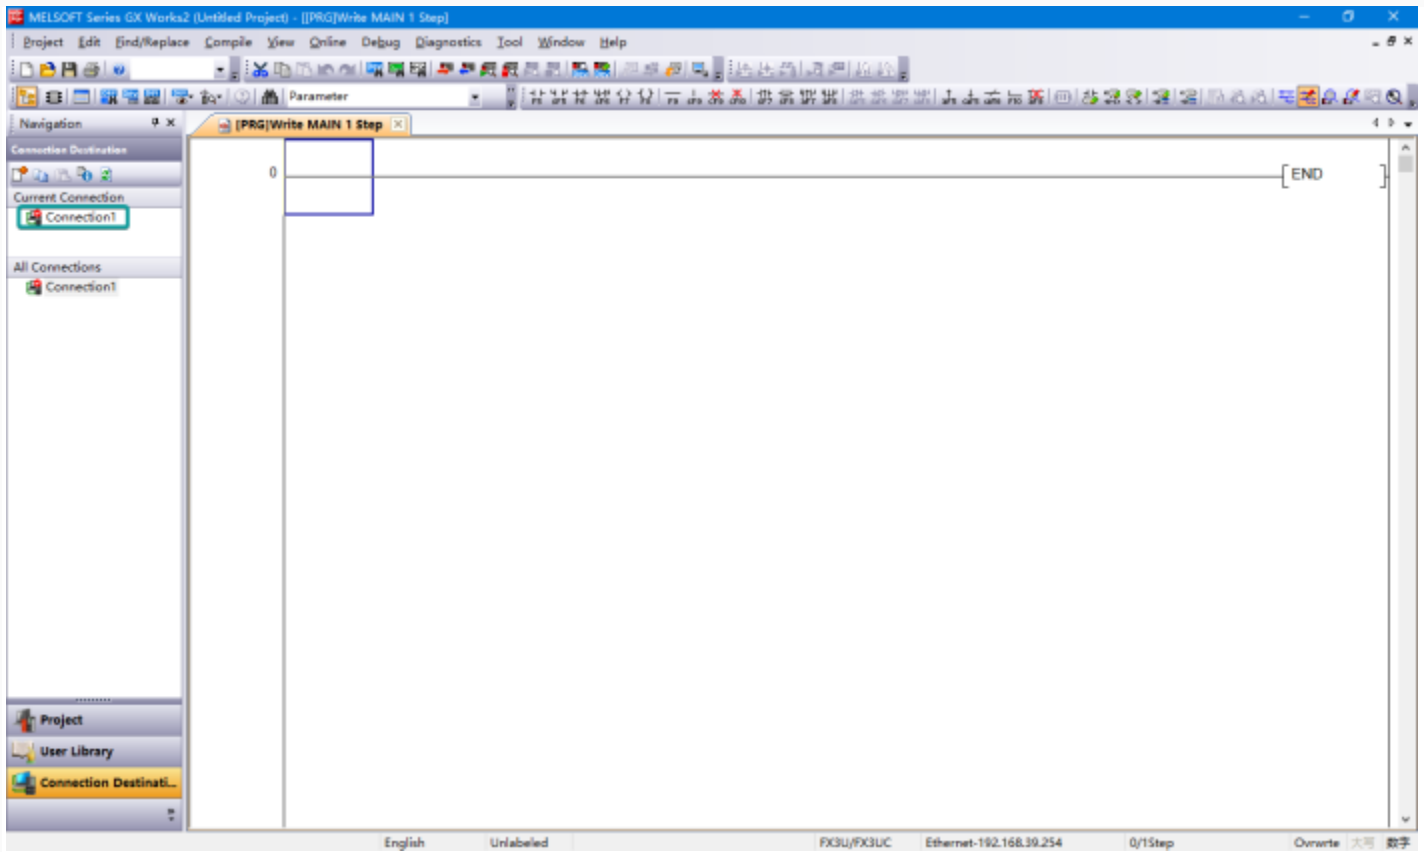 MELSOFT Series GX Works2 (Untitled Project) - [[PRG]Write MAIN 1 Step]
Project Edit Find/Replace Compile View Online Debug Diagnostics Tool Window Help
Parameter
Navigation
[PRG]Write MAIN 1 Step
Connection Destination
0
END
Current Connection
Connection1
All Connections
Connection1
Project
User Library
Connection Destinati...
English Unlabeled FX3U/FX3UC Ethernet-192.168.39.254 0/1Step Ovrwrte 大写 数字